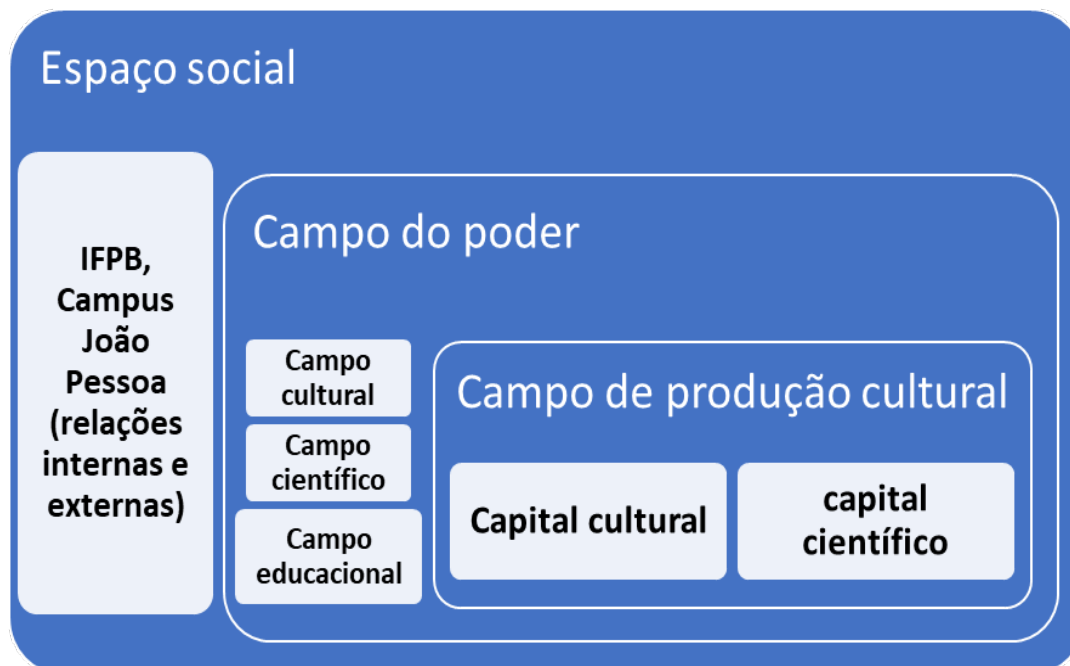 Espaço social
IFPB,
Campus
João
Pessoa
(relações
internas e
externas)
Campo do poder
Campo
cultural
Campo
científico
Campo
educacional
Campo de produção cultural
Capital cultural
capital
científico